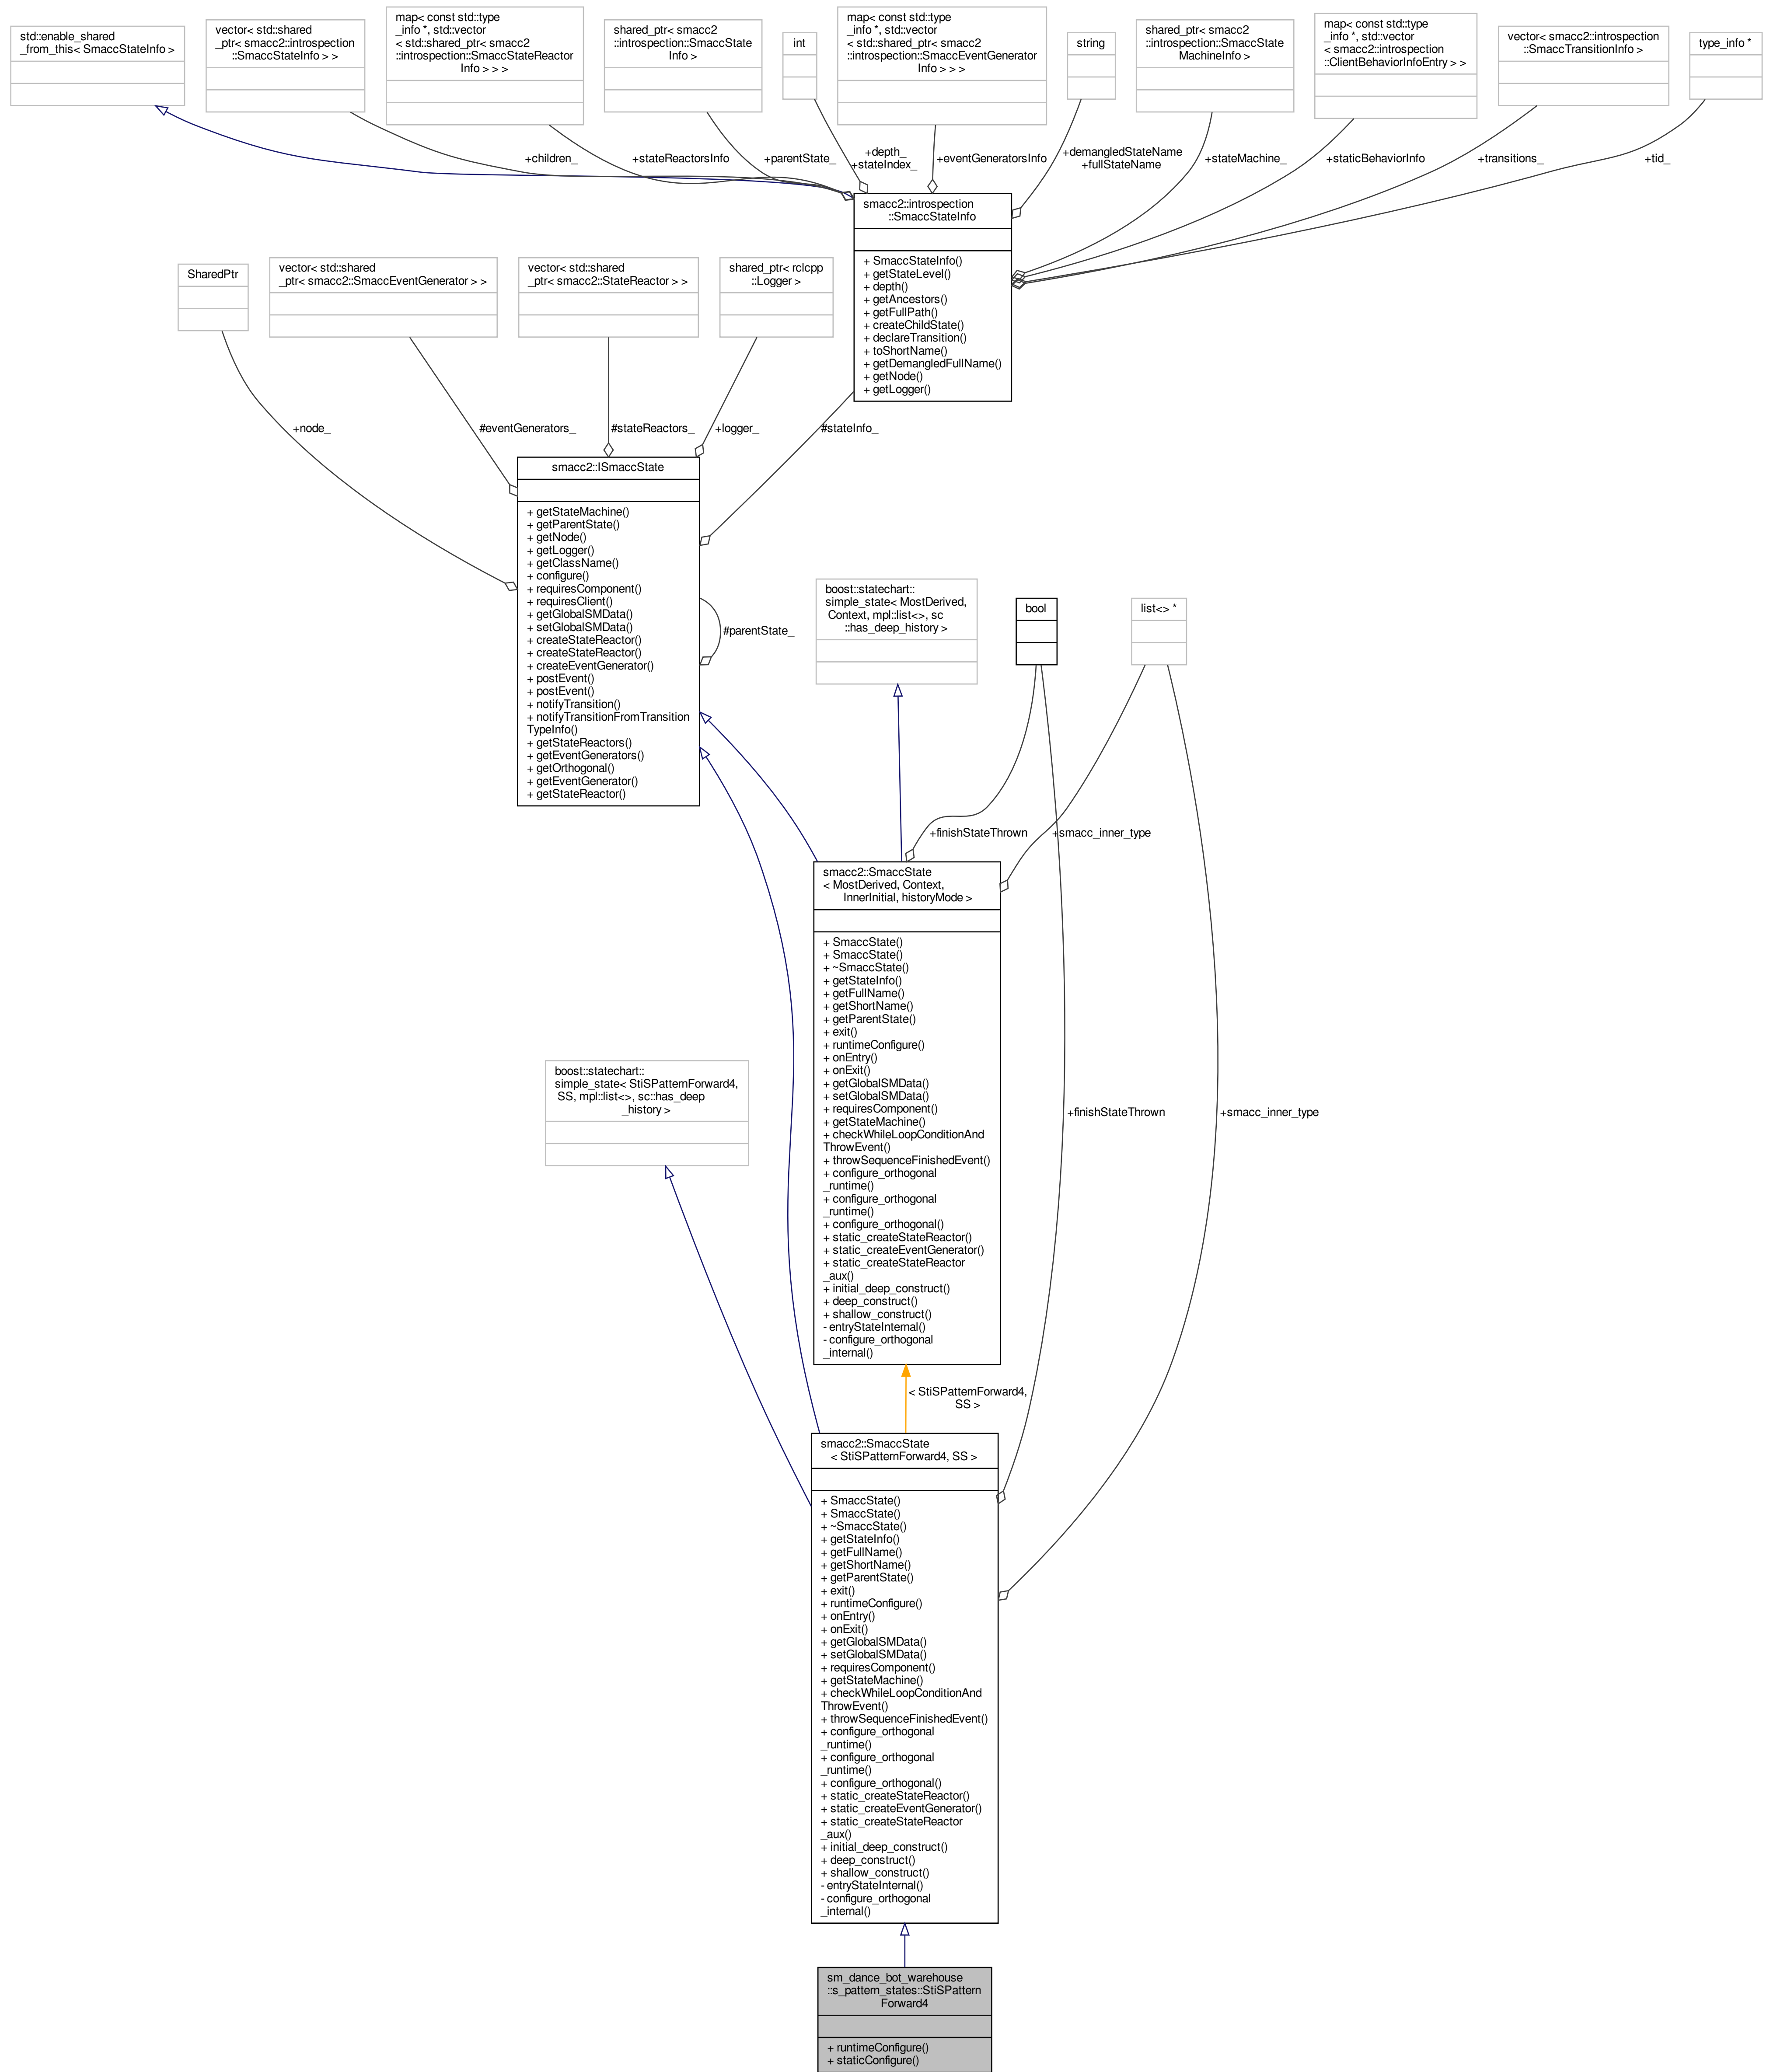 std::enable_shared
_from_this< SmaccStateInfo >
vector< std::shared
_ptr< smacc2::introspection
::SmaccStateInfo > >
map< const std::type
_info *, std::vector
< std::shared_ptr< smacc2
::introspection::SmaccStateReactor
Info > > >
shared_ptr< smacc2
::introspection::SmaccState
Info >
int
map< const std::type
_info *, std::vector
< std::shared_ptr< smacc2
::introspection::SmaccEventGenerator
Info > > >
string
shared_ptr< smacc2
::introspection::SmaccState
MachineInfo >
map< const std::type
_info *, std::vector
< smacc2::introspection
::ClientBehaviorInfoEntry > >
vector< smacc2::introspection
::SmaccTransitionInfo >
type_info *
+children_
+stateReactorsInfo
+parentState_
+depth_
+stateIndex_
+eventGeneratorsInfo
+demangledStateName
+fullStateName
+stateMachine_
+staticBehaviorInfo
+transitions_
+tid_
smacc2::introspection
::SmaccStateInfo
+ SmaccStateInfo()
+ getStateLevel()
+ depth()
+ getAncestors()
+ getFullPath()
+ createChildState()
+ declareTransition()
+ toShortName()
+ getDemangledFullName()
+ getNode()
+ getLogger()
SharedPtr
vector< std::shared
_ptr< smacc2::SmaccEventGenerator > >
vector< std::shared
_ptr< smacc2::StateReactor > >
shared_ptr< rclcpp
::Logger >
+node_
#eventGenerators_
#stateReactors_
+logger_
#stateInfo_
smacc2::ISmaccState
+ getStateMachine()
+ getParentState()
+ getNode()
+ getLogger()
+ getClassName()
+ configure()
+ requiresComponent()
+ requiresClient()
+ getGlobalSMData()
+ setGlobalSMData()
+ createStateReactor()
+ createStateReactor()
+ createEventGenerator()
+ postEvent()
+ postEvent()
+ notifyTransition()
+ notifyTransitionFromTransition
TypeInfo()
+ getStateReactors()
+ getEventGenerators()
+ getOrthogonal()
+ getEventGenerator()
+ getStateReactor()
#parentState_
boost::statechart::
simple_state< MostDerived,
Context, mpl::list<>, sc
::has_deep_history >
bool
list<> *
+finishStateThrown
+smacc_inner_type
smacc2::SmaccState
< MostDerived, Context,
InnerInitial, historyMode >
+ SmaccState()
+ SmaccState()
+ ~SmaccState()
+ getStateInfo()
+ getFullName()
+ getShortName()
+ getParentState()
+ exit()
+ runtimeConfigure()
+ onEntry()
+ onExit()
+ getGlobalSMData()
+ setGlobalSMData()
+ requiresComponent()
+ getStateMachine()
+ checkWhileLoopConditionAnd
ThrowEvent()
+ throwSequenceFinishedEvent()
+ configure_orthogonal
_runtime()
+ configure_orthogonal
_runtime()
+ configure_orthogonal()
+ static_createStateReactor()
+ static_createEventGenerator()
+ static_createStateReactor
_aux()
+ initial_deep_construct()
+ deep_construct()
+ shallow_construct()
- entryStateInternal()
- configure_orthogonal
_internal()
boost::statechart::
simple_state< StiSPatternForward4,
SS, mpl::list<>, sc::has_deep
_history >
+finishStateThrown
+smacc_inner_type
< StiSPatternForward4,
SS >
smacc2::SmaccState
< StiSPatternForward4, SS >
+ SmaccState()
+ SmaccState()
+ ~SmaccState()
+ getStateInfo()
+ getFullName()
+ getShortName()
+ getParentState()
+ exit()
+ runtimeConfigure()
+ onEntry()
+ onExit()
+ getGlobalSMData()
+ setGlobalSMData()
+ requiresComponent()
+ getStateMachine()
+ checkWhileLoopConditionAnd
ThrowEvent()
+ throwSequenceFinishedEvent()
+ configure_orthogonal
_runtime()
+ configure_orthogonal
_runtime()
+ configure_orthogonal()
+ static_createStateReactor()
+ static_createEventGenerator()
+ static_createStateReactor
_aux()
+ initial_deep_construct()
+ deep_construct()
+ shallow_construct()
- entryStateInternal()
- configure_orthogonal
_internal()
sm_dance_bot_warehouse
::s_pattern_states::StiSPattern
Forward4
+ runtimeConfigure()
+ staticConfigure()